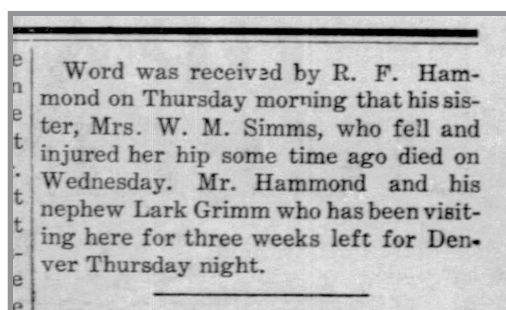 Word was received by R. F. Ham-
mond on Thursday morning that his sis-
ter, Mrs. W. M. Simms, who fell and
injured her hip some time ago died on
Wednesday. Mr. Hammond and his
nephew Lark Grimm who has been visit-
ing here for three weeks left for Den-
ver Thursday night.